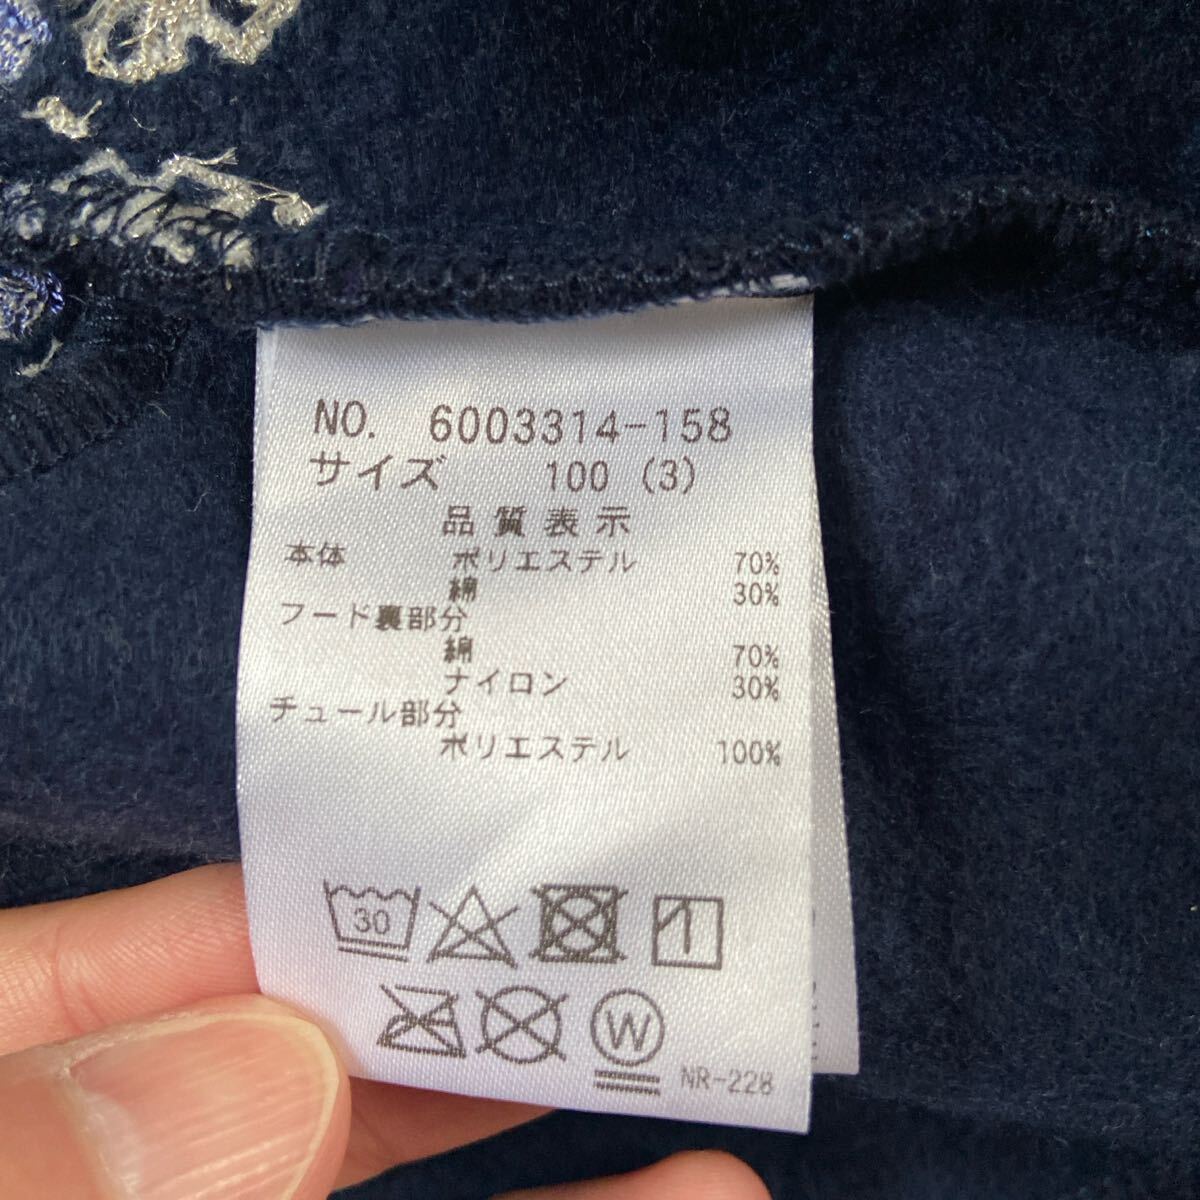 NO. 6003314-158
サイズ 100 (3)
品質表示
本体 ポリエステル 70%
綿 30%
フード裏部分
綿 70%
ナイロン 30%
チュール部分
ポリエステル 100%
30
W
NR-228